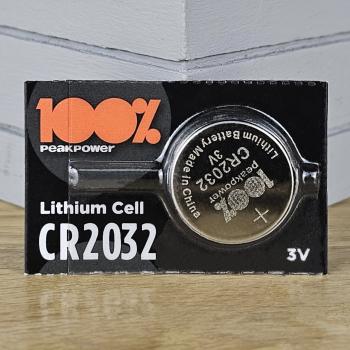 100%
PEAKPOWER
Lithium Cell
CR2032
3V
Lithium Battery Made in China
3V
CR2032
Peakpower
100%
+